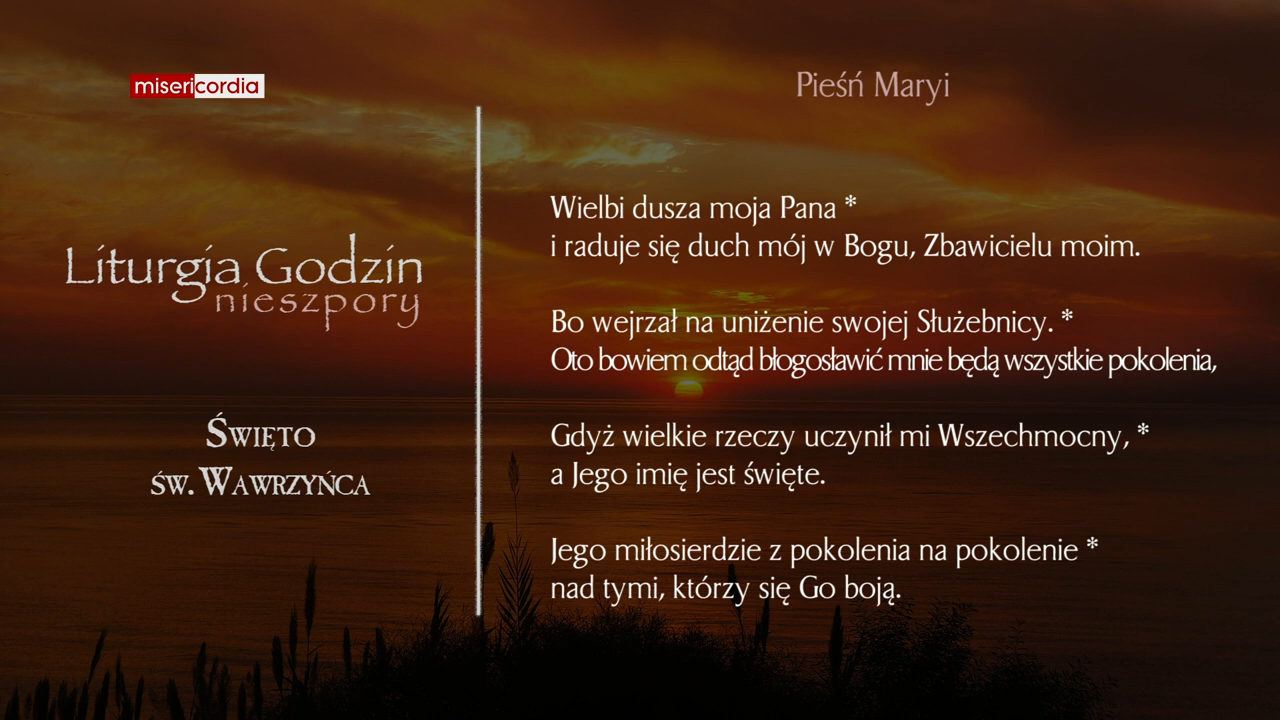 misericordia
Liturgia Godzin
nieszpory
Święto
św. Wawrzyńca
Pieśń Maryi
Wielbi dusza moja Pana *
i raduje się duch mój w Bogu, Zbawicielu moim.
Bo wejrzał na uniżenie swojej Służebnicy. *
Oto bowiem odtąd błogosławić mnie będą wszystkie pokolenia,
Gdyż wielkie rzeczy uczynił mi Wszechmocny, *
a Jego imię jest święte.
Jego miłosierdzie z pokolenia na pokolenie *
nad tymi, którzy się Go boją.